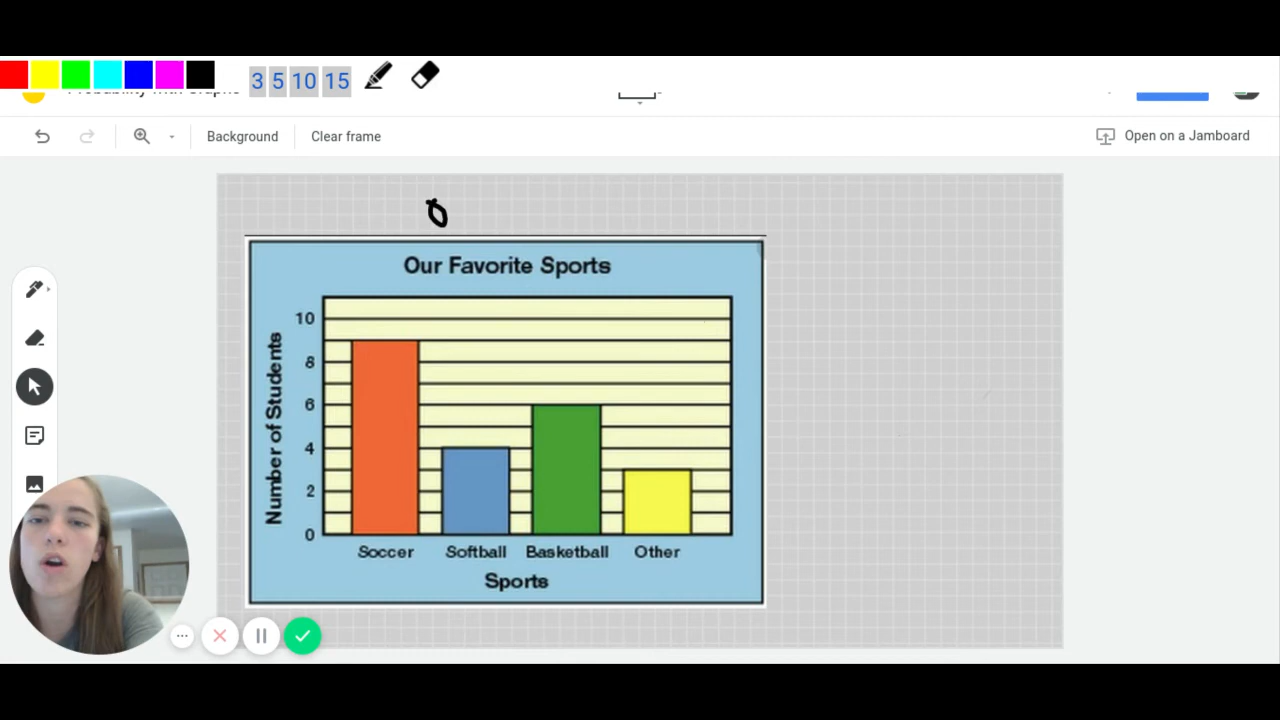 3 5 10 15
Background
Clear frame
Open on a Jamboard
0
Our Favorite Sports
Number of Students
10
8
6
4
2
0
Soccer Softball Basketball Other
Sports